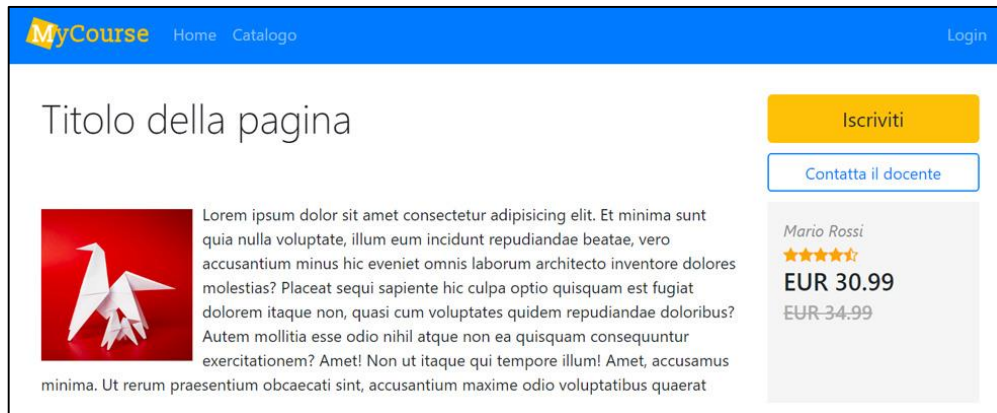 MyCourse Home Catalogo Login
Titolo della pagina
Lorem ipsum dolor sit amet consectetur adipisicing elit. Et minima sunt
quia nulla voluptate, illum eum incidunt repudiandae beatae, vero
accusantium minus hic eveniet omnis laborum architecto inventore dolores
molestias? Placeat sequi sapiente hic culpa optio quisquam est fugiat
dolorem itaque non, quasi cum voluptates quidem repudiandae doloribus?
Autem mollitia esse odio nihil atque non ea quisquam consequuntur
exercitationem? Amet! Non ut itaque qui tempore illum! Amet, accusamus
minima. Ut rerum praesentium obcaecati sint, accusantium maxime odio voluptatibus quaerat
Iscriviti
Contatta il docente
Mario Rossi
EUR 30.99
EUR 34.99